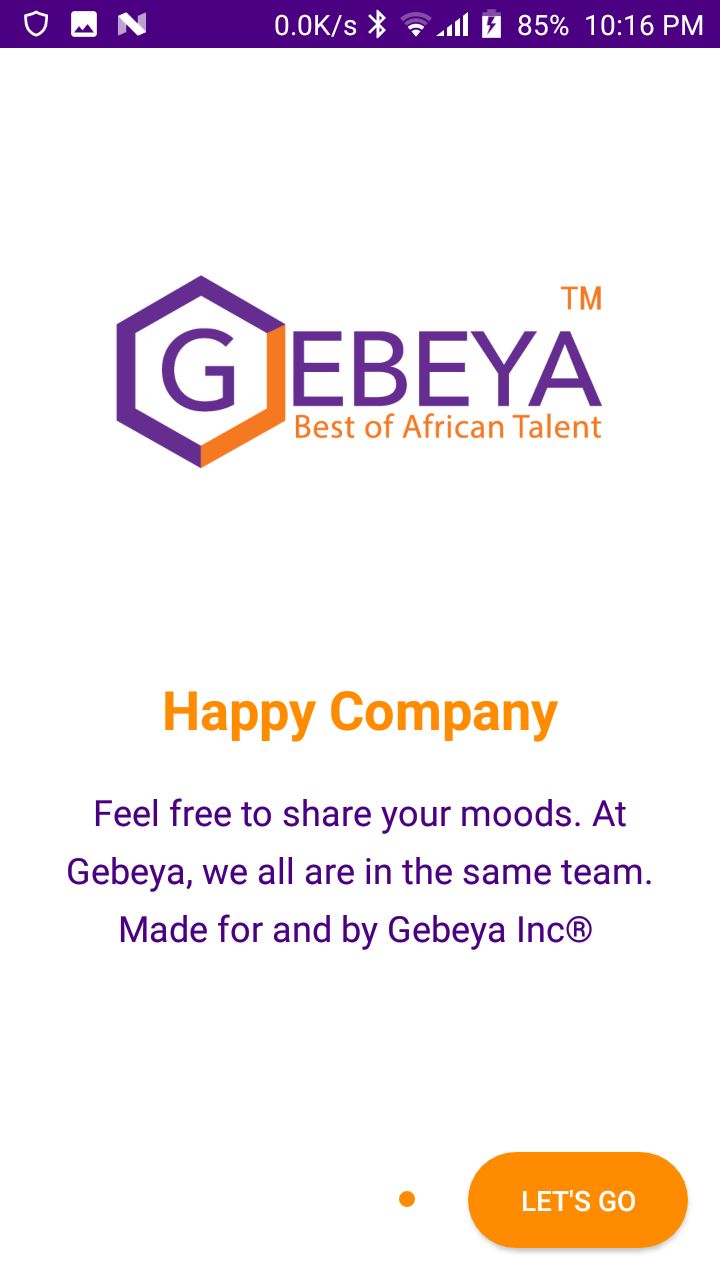 0.0K/s 85% 10:16 PM
TM
GEBEYA
Best of African Talent
Happy Company
Feel free to share your moods. At
Gebeya, we all are in the same team.
Made for and by Gebeya Inc®
LET'S GO